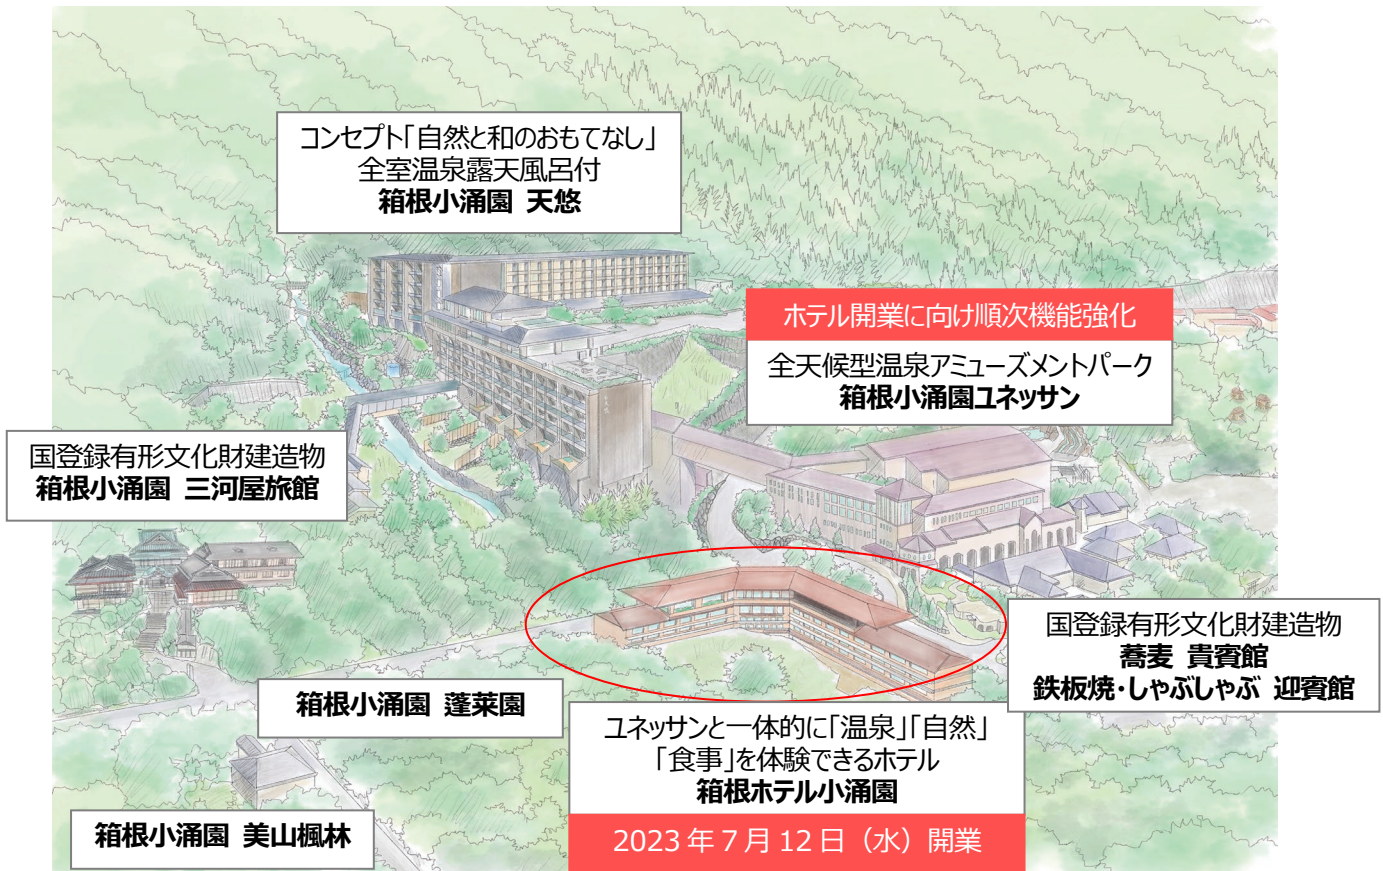 コンセプト「自然と和のおもてなし」
全室温泉露天風呂付
箱根小涌園 天悠
ホテル開業に向け順次機能強化
全天候型温泉アミューズメントパーク
箱根小涌園ユネッサン
国登録有形文化財建造物
箱根小涌園 三河屋旅館
国登録有形文化財建造物
蕎麦 貴賓館
鉄板焼・しゃぶしゃぶ 迎賓館
箱根小涌園 蓬莱園
ユネッサンと一体的に「温泉」「自然」
「食事」を体験できるホテル
箱根ホテル小涌園
2023年7月12日（水）開業
箱根小涌園 美山楓林